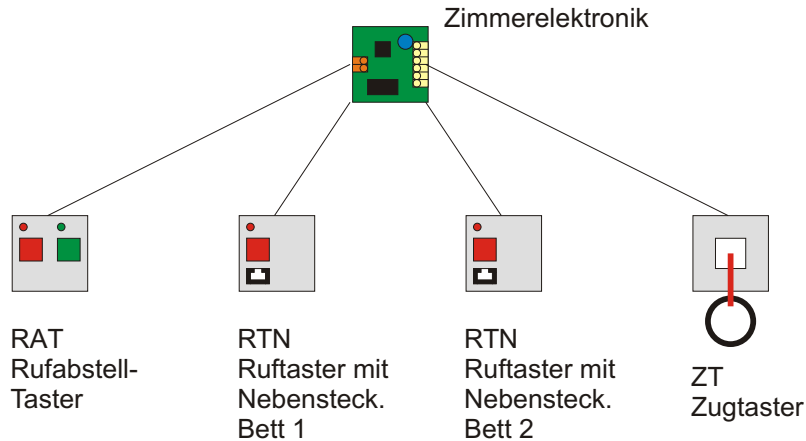 Zimmerelektronik
RAT
Rufabstell-
Taster
RTN
Ruftaster mit
Nebensteck.
Bett 1
RTN
Ruftaster mit
Nebensteck.
Bett 2
ZT
Zugtaster